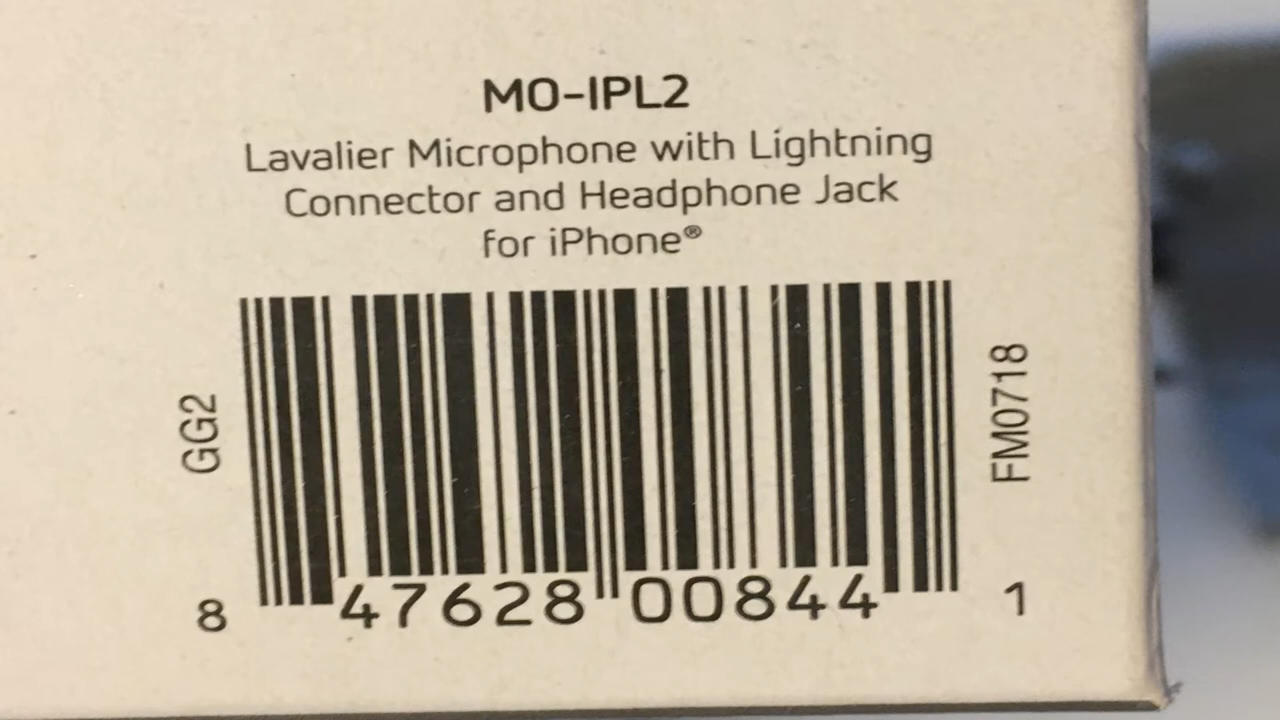 MO-IPL2
Lavalier Microphone with Lightning
Connector and Headphone Jack
for iPhone®
GG2
FM0718
8 47628 00844 1